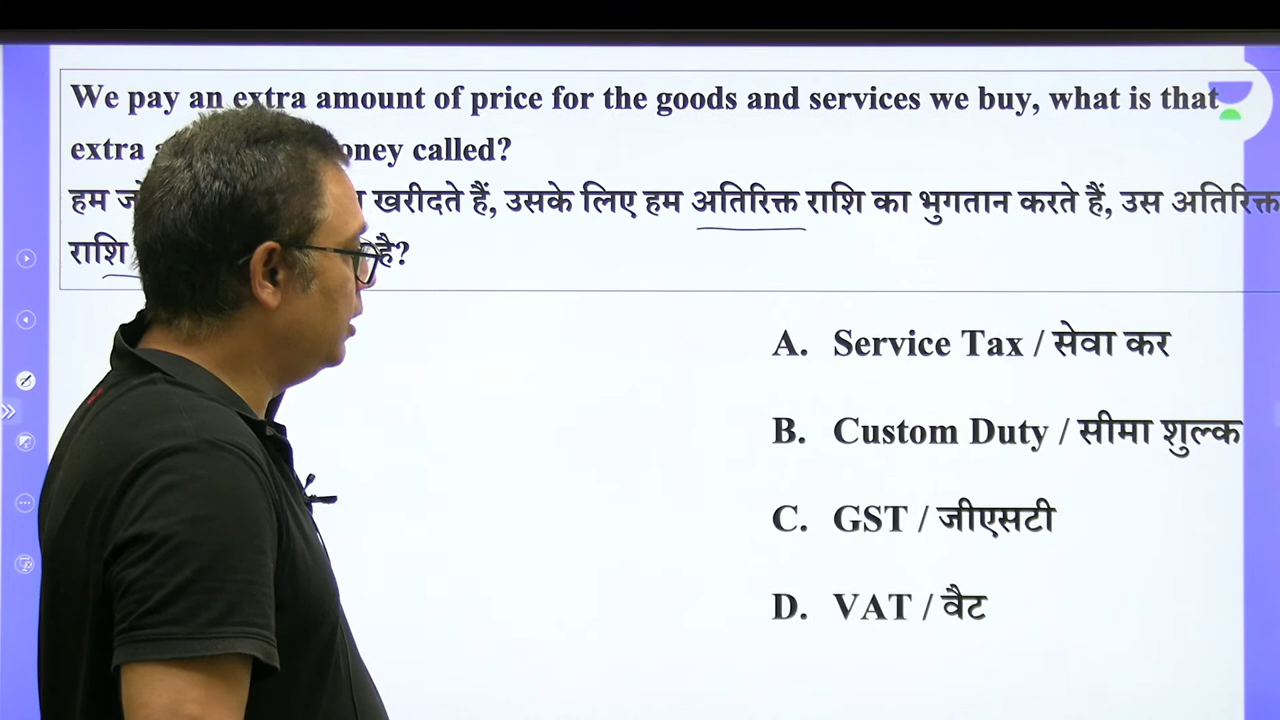 We pay an extra amount of price for the goods and services we buy, what is that
extra called?
हम खरीदते हैं, उसके लिए हम अतिरिक्त राशि का भुगतान करते हैं, उस अतिरिक्त
राशि है?
A. Service Tax / सेवा कर
B. Custom Duty / सीमा शुल्क
C. GST / जीएसटी
D. VAT / वैट